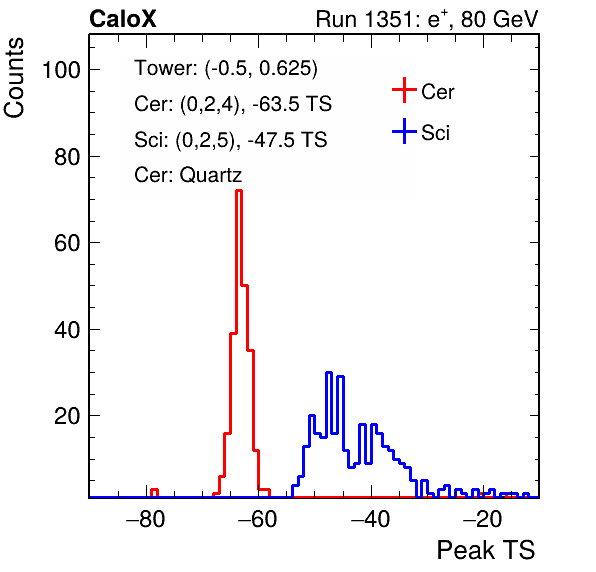 CaloX Run 1351: e⁺, 80 GeV
Counts
Tower: (-0.5, 0.625)
Cer: (0,2,4), -63.5 TS
Sci: (0,2,5), -47.5 TS
Cer: Quartz
Cer
Sci
100
80
60
40
20
−80 −60 −40 −20
Peak TS